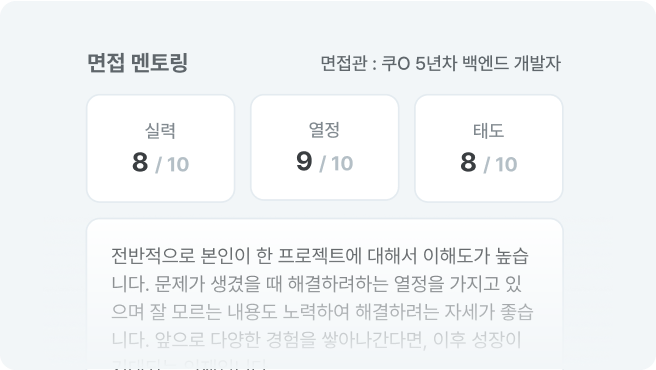 면접 멘토링
면접관 : 쿠O 5년차 백엔드 개발자
실력
8 / 10
열정
9 / 10
태도
8 / 10
전반적으로 본인이 한 프로젝트에 대해서 이해도가 높습
니다. 문제가 생겼을 때 해결하려하는 열정을 가지고 있
으며 잘 모르는 내용도 노력하여 해결하려는 자세가 좋습
니다. 앞으로 다양한 경험을 쌓아나간다면, 이후 성장이